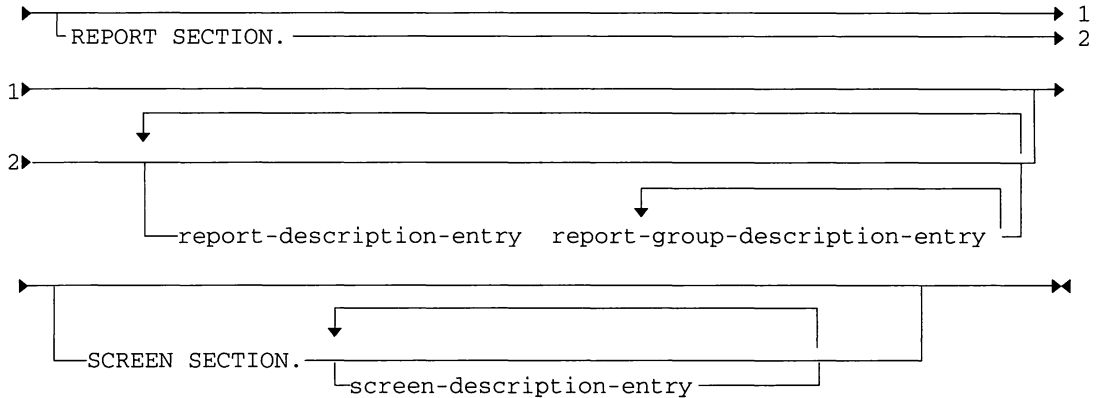 1
REPORT SECTION. 2
1
2
report-description-entry report-group-description-entry
SCREEN SECTION.
screen-description-entry